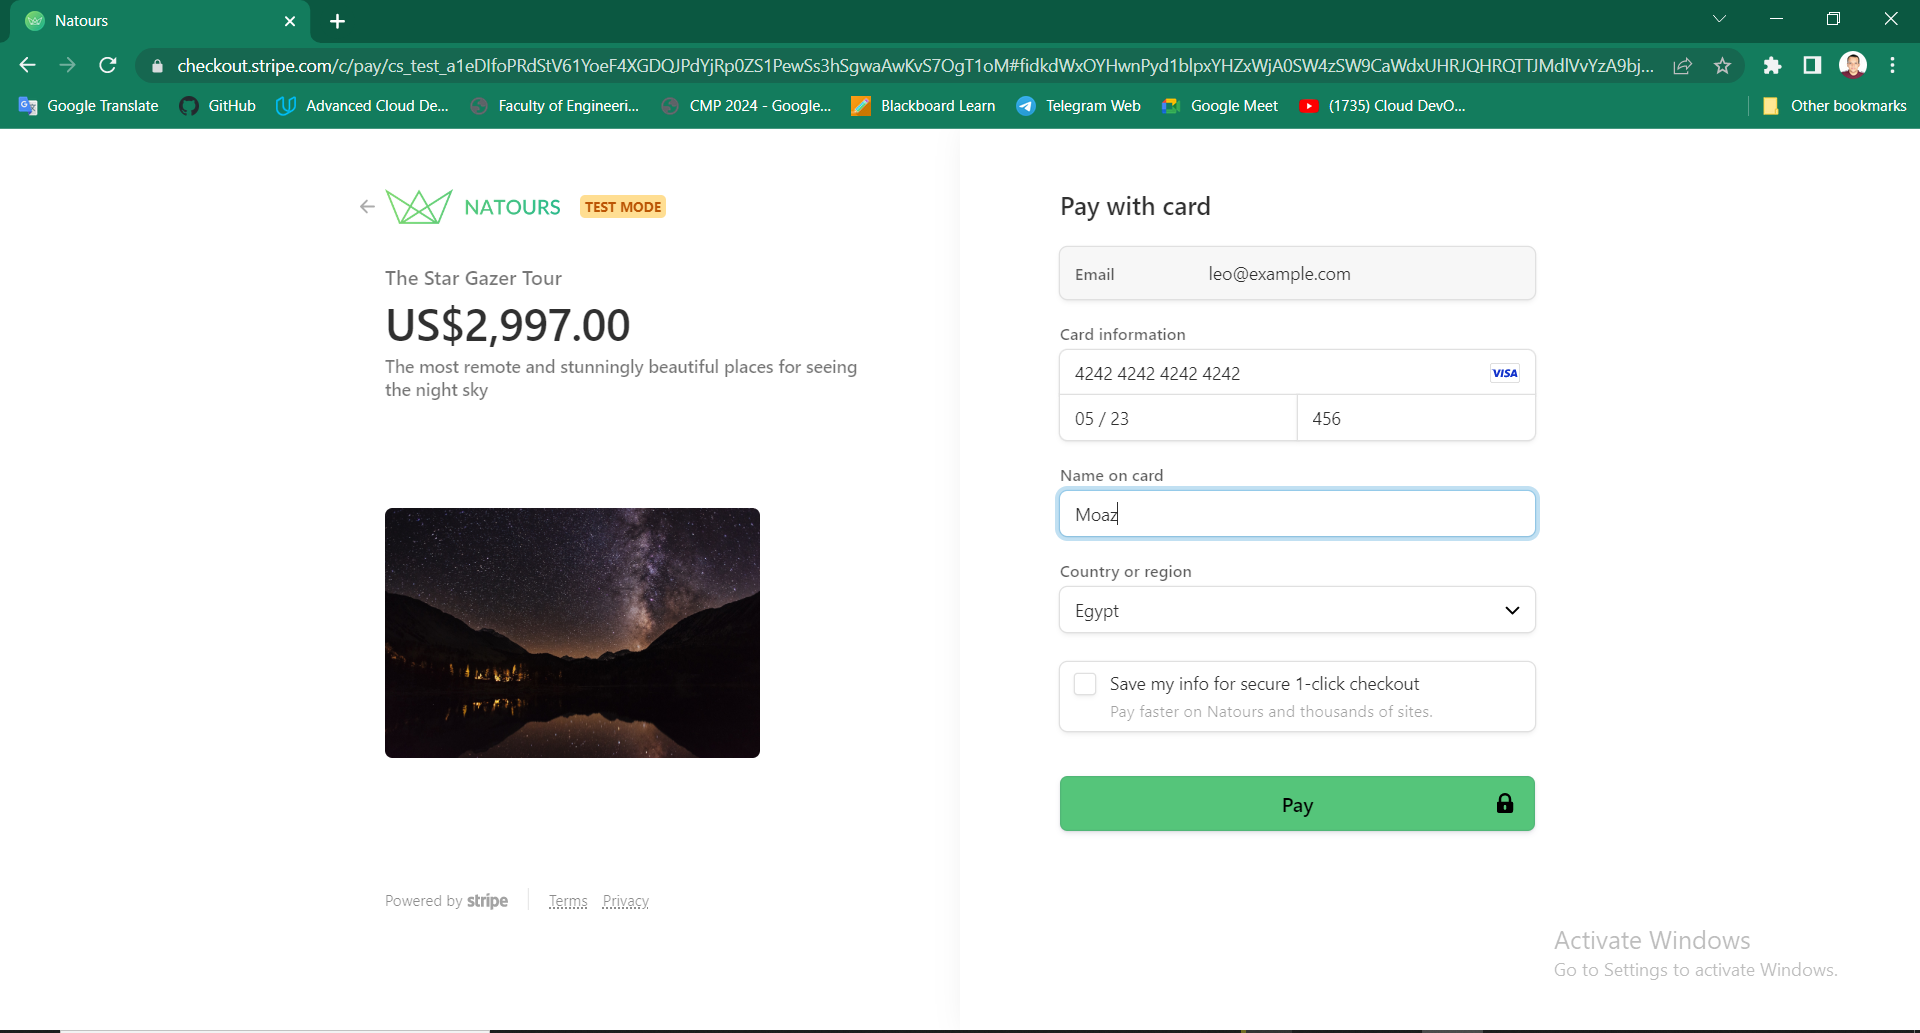 Natours
checkout.stripe.com/c/pay/cs_test_a1eDIfoPRdStV61YoeF4XGDQJPdYjRp0ZS1PewSs3hSgwaAwKvS7OgT1oM#fidkdWxOYHwnPyd1blpxYHZxWjA0SW4zSW9CaWdxUHRJQHRQTTJMdlVvYzA9bj...
Google Translate
GitHub
Advanced Cloud De...
Faculty of Engineeri...
CMP 2024 - Google...
Blackboard Learn
Telegram Web
Google Meet
(1735) Cloud DevO...
Other bookmarks
NATOURS
TEST MODE
The Star Gazer Tour
US$2,997.00
The most remote and stunningly beautiful places for seeing
the night sky
Powered by stripe
Terms
Privacy
Pay with card
Email
leo@example.com
Card information
4242 4242 4242 4242
VISA
05 / 23
456
Name on card
Moaz
Country or region
Egypt
Save my info for secure 1-click checkout
Pay faster on Natours and thousands of sites.
Pay
Activate Windows
Go to Settings to activate Windows.